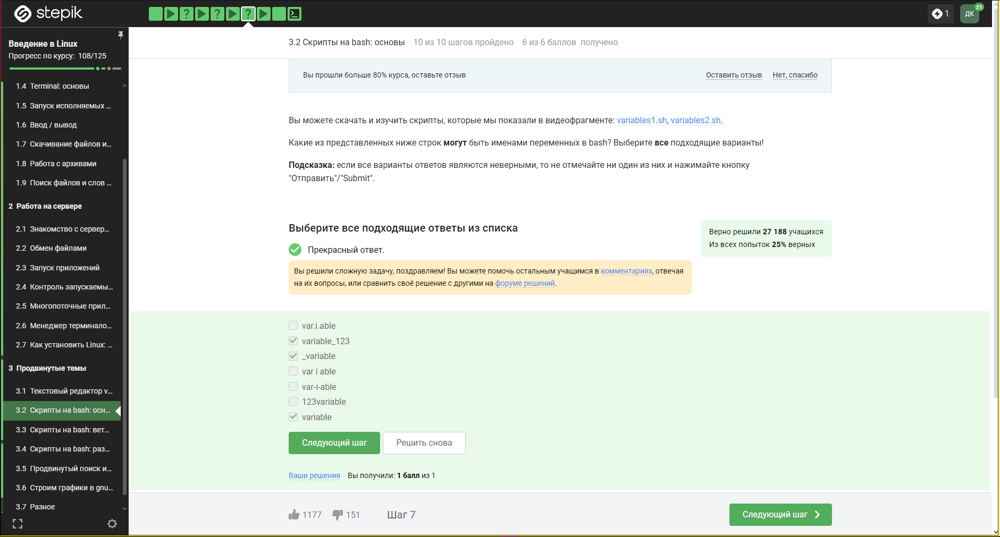 stepik
1
ДК
21
Введение в Linux
Прогресс по курсу: 108/125
1.4 Terminal: основы
1.5 Запуск исполняемых ...
1.6 Ввод / вывод
1.7 Скачивание файлов и...
1.8 Работа с архивами
1.9 Поиск файлов и слов ...
2 Работа на сервере
2.1 Знакомство с сервер...
2.2 Обмен файлами
2.3 Запуск приложений
2.4 Контроль запускаемы...
2.5 Многопоточные прил...
2.6 Менеджер терминало...
2.7 Как установить Linux: ...
3 Продвинутые темы
3.1 Текстовый редактор v...
3.2 Скрипты на bash: осн...
3.3 Скрипты на bash: вет...
3.4 Скрипты на bash: раз...
3.5 Продвинутый поиск и...
3.6 Строим графики в gnu...
3.7 Разное
3.2 Скрипты на bash: основы 10 из 10 шагов пройдено 6 из 6 баллов получено
Вы прошли больше 80% курса, оставьте отзыв Оставить отзыв Нет, спасибо
Вы можете скачать и изучить скрипты, которые мы показали в видеофрагменте: variables1.sh, variables2.sh.
Какие из представленных ниже строк могут быть именами переменных в bash? Выберите все подходящие варианты!
Подсказка: если все варианты ответов являются неверными, то не отмечайте ни один из них и нажимайте кнопку
"Отправить"/"Submit".
Выберите все подходящие ответы из списка
Верно решили 27 188 учащихся
Из всех попыток 25% верных
Прекрасный ответ.
Вы решили сложную задачу, поздравляем! Вы можете помочь остальным учащимся в комментариях, отвечая
на их вопросы, или сравнить своё решение с другими на форуме решений.
var.i.able
variable_123
_variable
var i able
var-i-able
123variable
variable
Следующий шаг Решить снова
Ваши решения Вы получили: 1 балл из 1
1177 151 Шаг 7 Следующий шаг